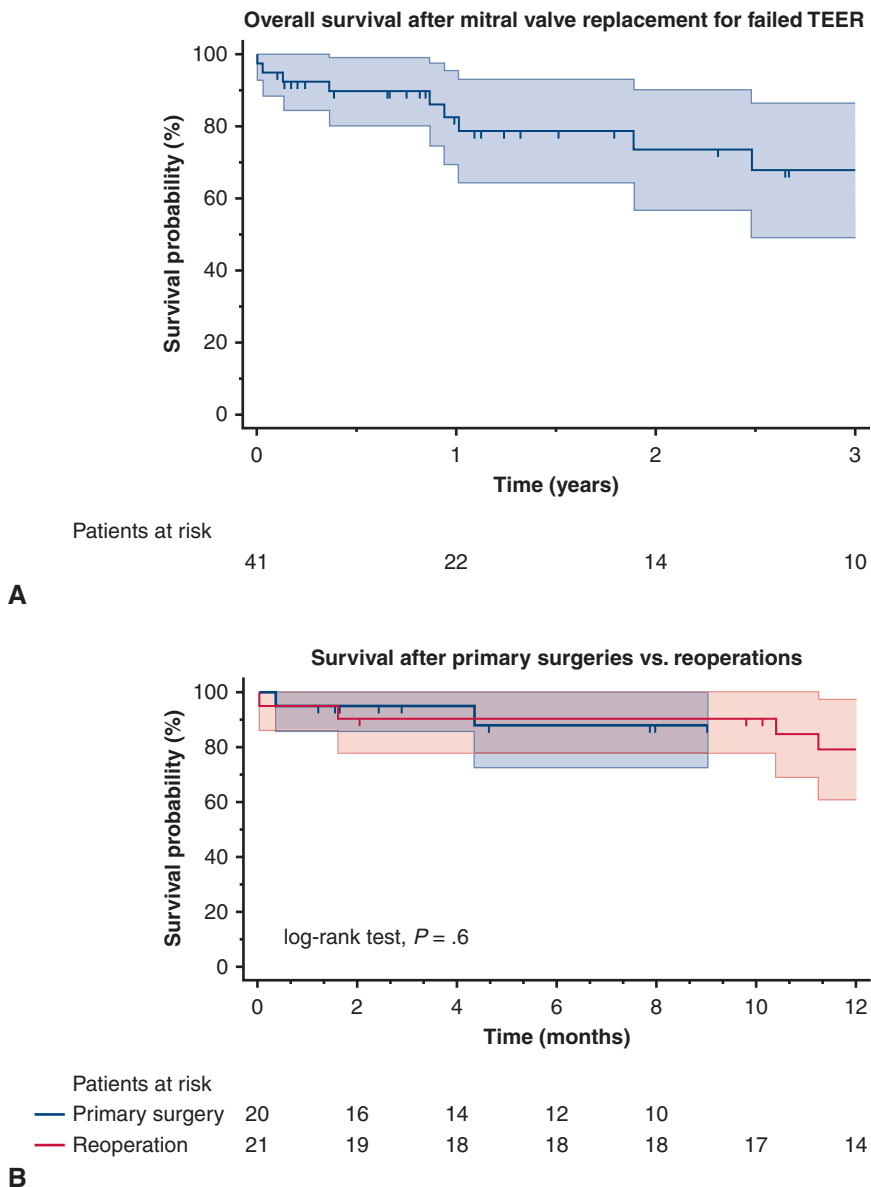 Overall survival after mitral valve replacement for failed TEER
Survival probability (%)
100
80
60
40
20
0
0 1 2 3
Time (years)
Patients at risk
41 22 14 10
A
Survival after primary surgeries vs. reoperations
Survival probability (%)
100
80
60
40
20
0
log-rank test, P = .6
0 2 4 6 8 10 12
Time (months)
Patients at risk
Primary surgery 20 16 14 12 10
Reoperation 21 19 18 18 18 17 14
B